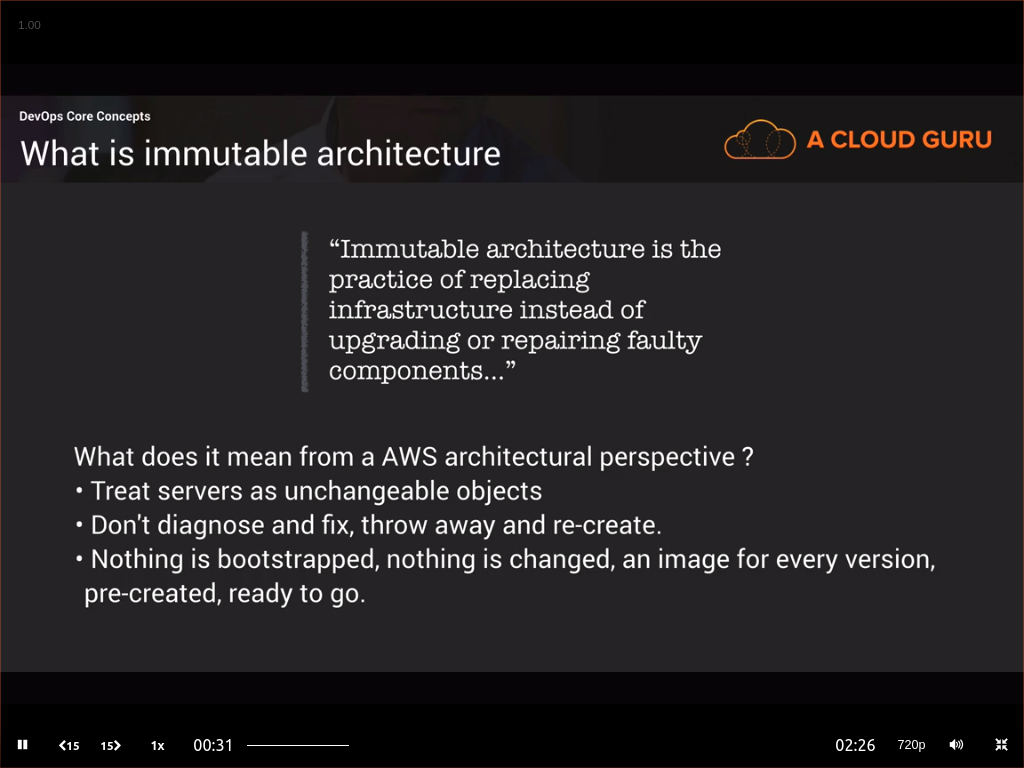 1.00
DevOps Core Concepts
What is immutable architecture
A CLOUD GURU
“Immutable architecture is the
practice of replacing
infrastructure instead of
upgrading or repairing faulty
components...”
What does it mean from a AWS architectural perspective ?
• Treat servers as unchangeable objects
• Don't diagnose and fix, throw away and re-create.
• Nothing is bootstrapped, nothing is changed, an image for every version,
pre-created, ready to go.
15 15 1x 00:31 02:26 720p